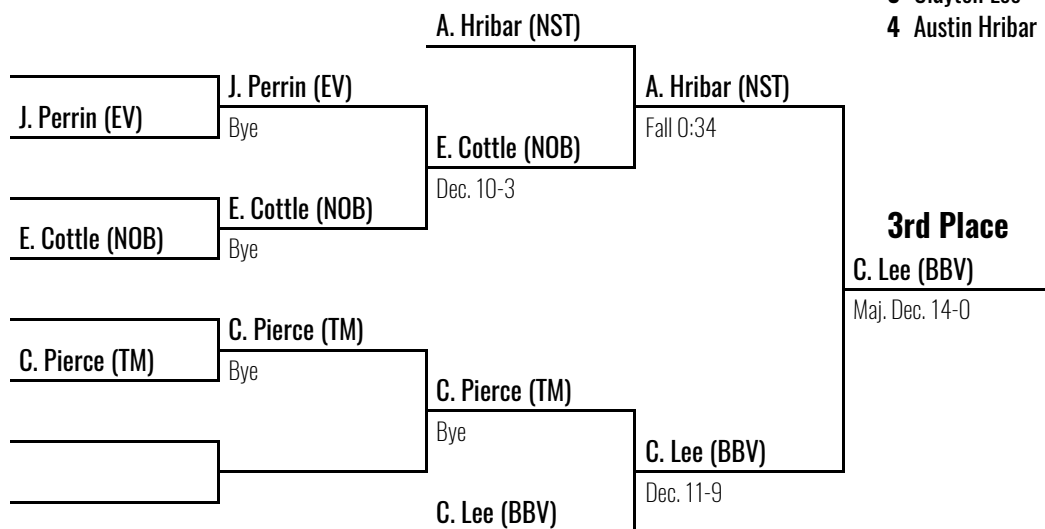 4 Austin Hribar
A. Hribar (NST)
J. Perrin (EV)
A. Hribar (NST)
J. Perrin (EV)
Bye
Fall 0:34
E. Cottle (NOB)
Dec. 10-3
E. Cottle (NOB)
3rd Place
E. Cottle (NOB)
Bye
C. Lee (BBV)
Maj. Dec. 14-0
C. Pierce (TM)
C. Pierce (TM)
Bye
C. Pierce (TM)
Bye
C. Lee (BBV)
Dec. 11-9
C. Lee (BBV)